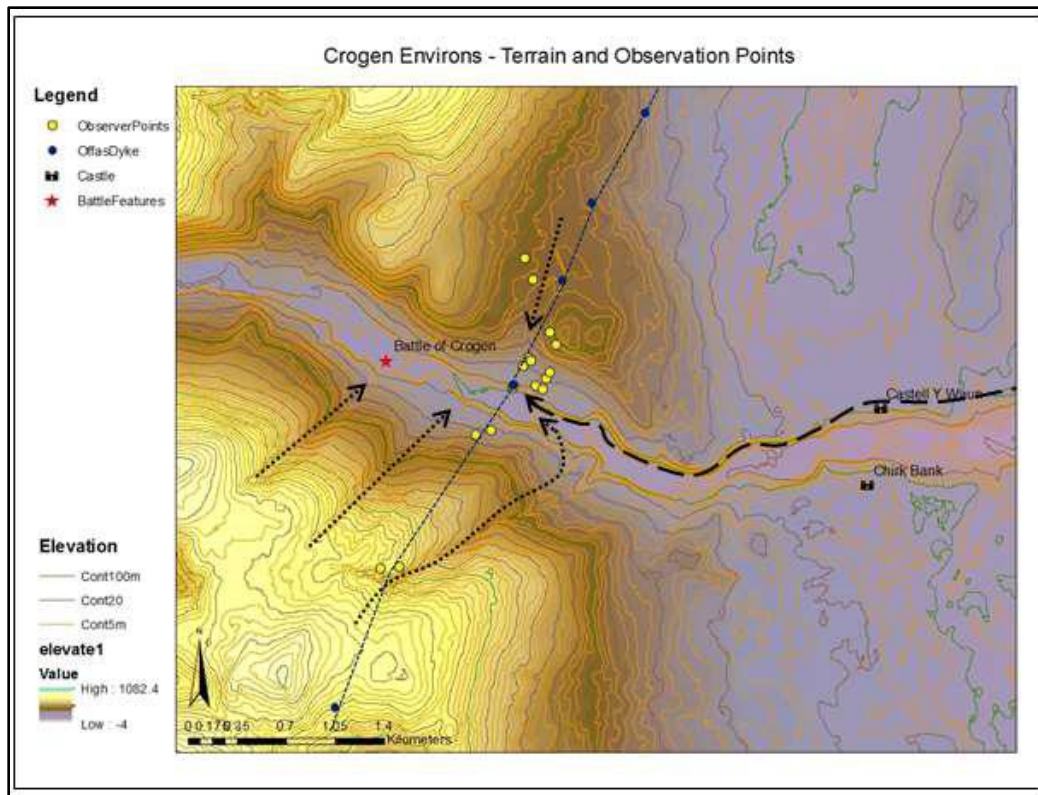 Crogen Environs - Terrain and Observation Points
Legend
ObserverPoints
OffasDyke
Castle
BattleFeatures
Battle of Crogen
Castell Y Waun
Chirk Bank
Elevation
Cont100m
Cont20
Cont5m
elevate1
Value
High : 1082.4
Low : -4
N
0.7 1.05 1.4
Kilometers